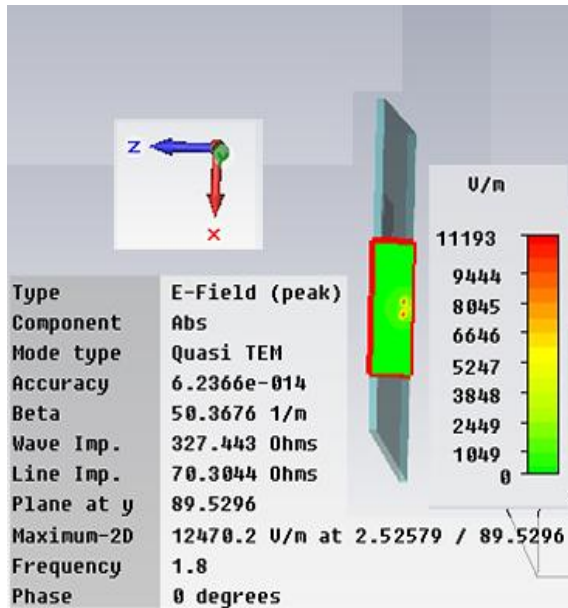 Z
X
V/m
11193
9444
8045
6646
5247
3848
2449
1049
0
Type E-Field (peak)
Component Abs
Mode type Quasi TEM
Accuracy 6.2366e-014
Beta 50.3676 1/m
Wave Imp. 327.443 Ohms
Line Imp. 70.3044 Ohms
Plane at y 89.5296
Maximum-2D 12470.2 V/m at 2.52579 / 89.5296
Frequency 1.8
Phase 0 degrees